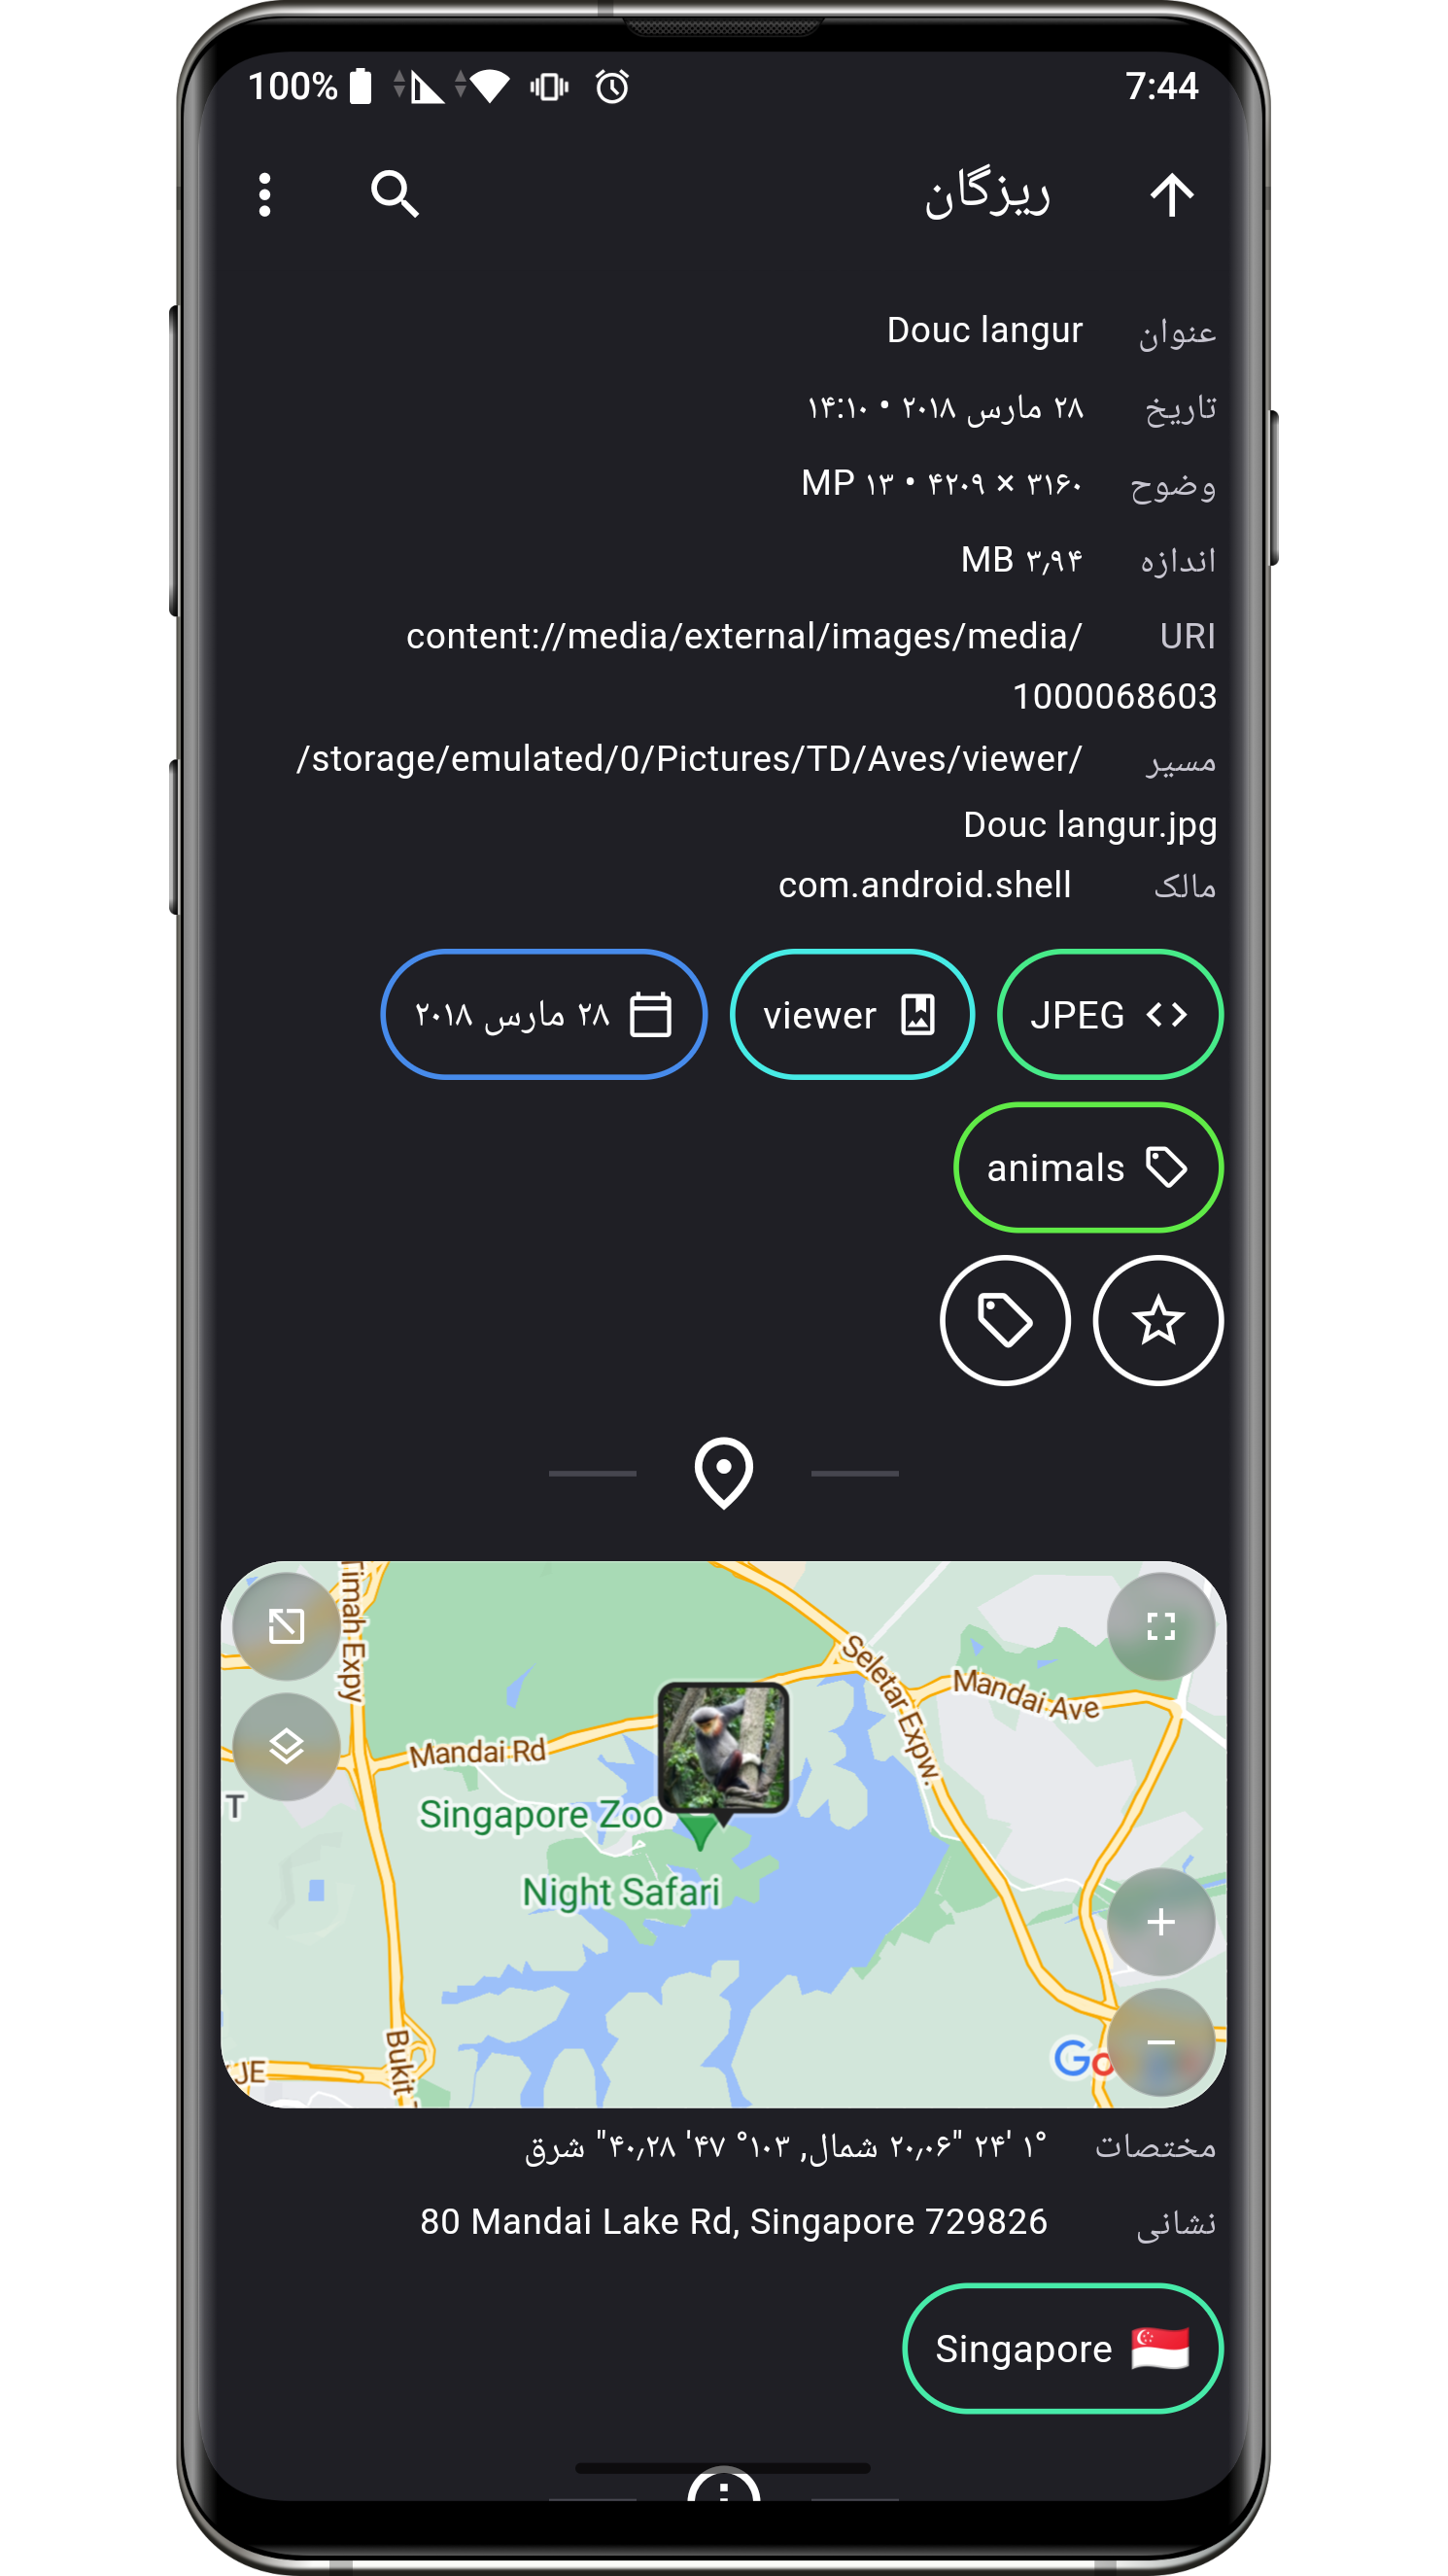 100% 7:44
ریزگان
عنوان Douc langur
تاریخ ۲۸ مارس ۲۰۱۸ • ۱۴:۱۰
وضوح ۳۱۶۰ × ۴۲۰۹ • ۱۳ MP
اندازه ۳٫۹۴ MB
URI content://media/external/images/media/
1000068603
مسیر /storage/emulated/0/Pictures/TD/Aves/viewer/
Douc langur.jpg
مالک com.android.shell
JPEG viewer ۲۸ مارس ۲۰۱۸
animals
Timah Expy
Seletar Expw.
Mandai Ave
Mandai Rd
T
Singapore Zoo
Night Safari
Bukit
JE
Go
مختصات ۱° ۲۴' ۲۰٫۰۶" شمال, ۱۰۳° ۴۷' ۴۰٫۲۸" شرق
نشانی 80 Mandai Lake Rd, Singapore 729826
Singapore